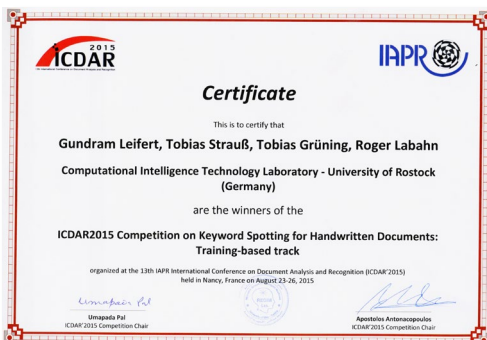 2015
ICDAR
IAPR
Certificate
This is to certify that
Gundram Leifert, Tobias Strauß, Tobias Grüning, Roger Labahn
Computational Intelligence Technology Laboratory - University of Rostock
(Germany)
are the winners of the
ICDAR2015 Competition on Keyword Spotting for Handwritten Documents:
Training-based track
organized at the 13th IAPR International Conference on Document Analysis and Recognition (ICDAR'2015)
held in Nancy, France on August 23-26, 2015
Umapada Pal
Umapada Pal
ICDAR'2015 Competition Chair
Apostolos Antonacopoulos
ICDAR'2015 Competition Chair